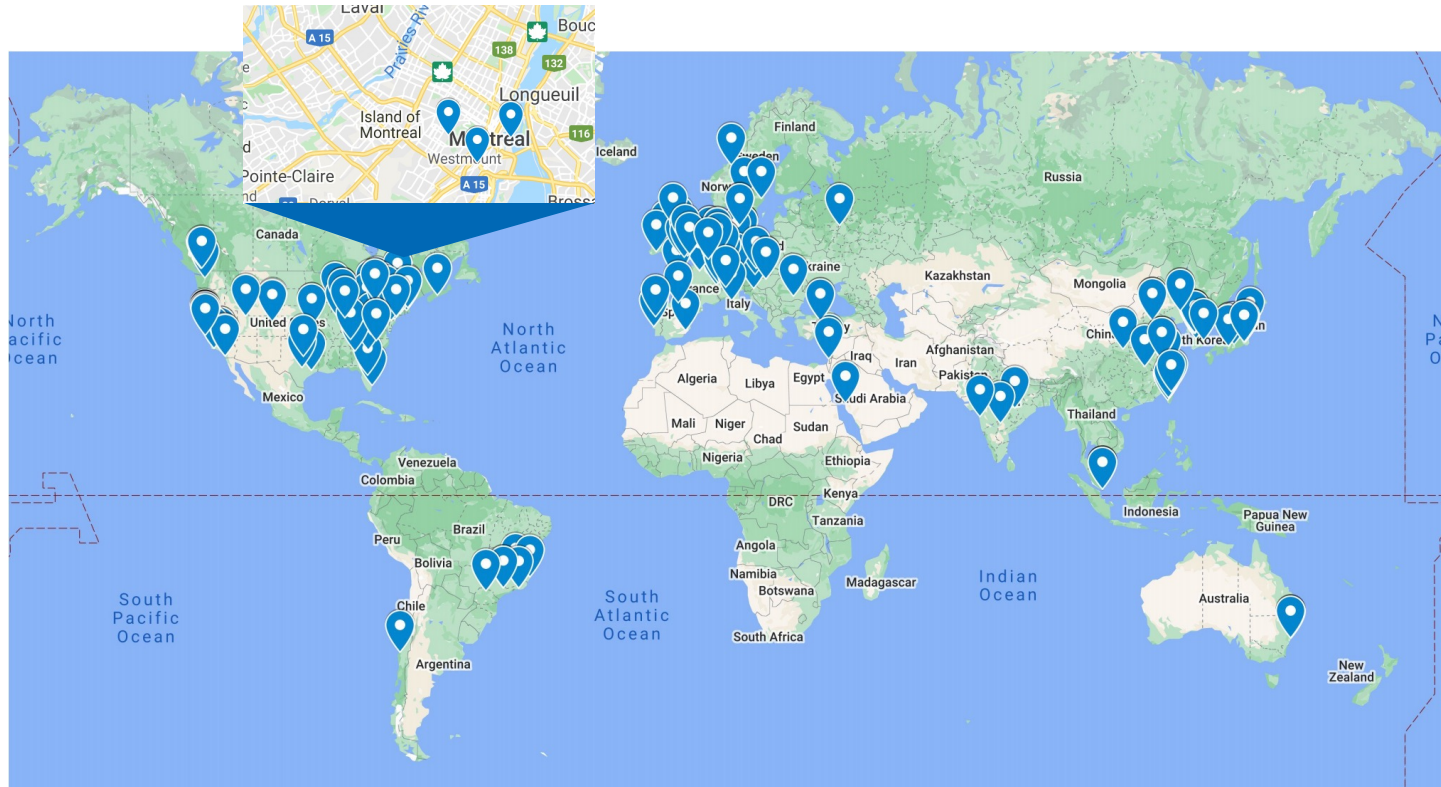 Laval
A 15
Prairies Riv
138
132
Bouc
Longueuil
Island of
Montreal
Montreal
Westmount
116
Pointe-Claire
A 15
Dorval
Bross
Iceland
Finland
Sweden
Norw
Russia
Canada
Ukraine
Kazakhstan
Mongolia
France
Italy
Sp
United States
North
Pacific
Ocean
North
Atlantic
Ocean
Turkey
Iraq
Iran
Afghanistan
Pakistan
China
South Korea
Algeria
Libya
Egypt
Saudi Arabia
Mexico
Mali
Niger
Chad
Sudan
Thailand
Nigeria
Ethiopia
Venezuela
Colombia
DRC
Kenya
Tanzania
Indonesia
Papua New
Guinea
Brazil
Peru
Bolivia
Angola
Namibia
Botswana
Madagascar
Indian
Ocean
Australia
South
Pacific
Ocean
Chile
South
Atlantic
Ocean
South Africa
Argentina
New
Zealand